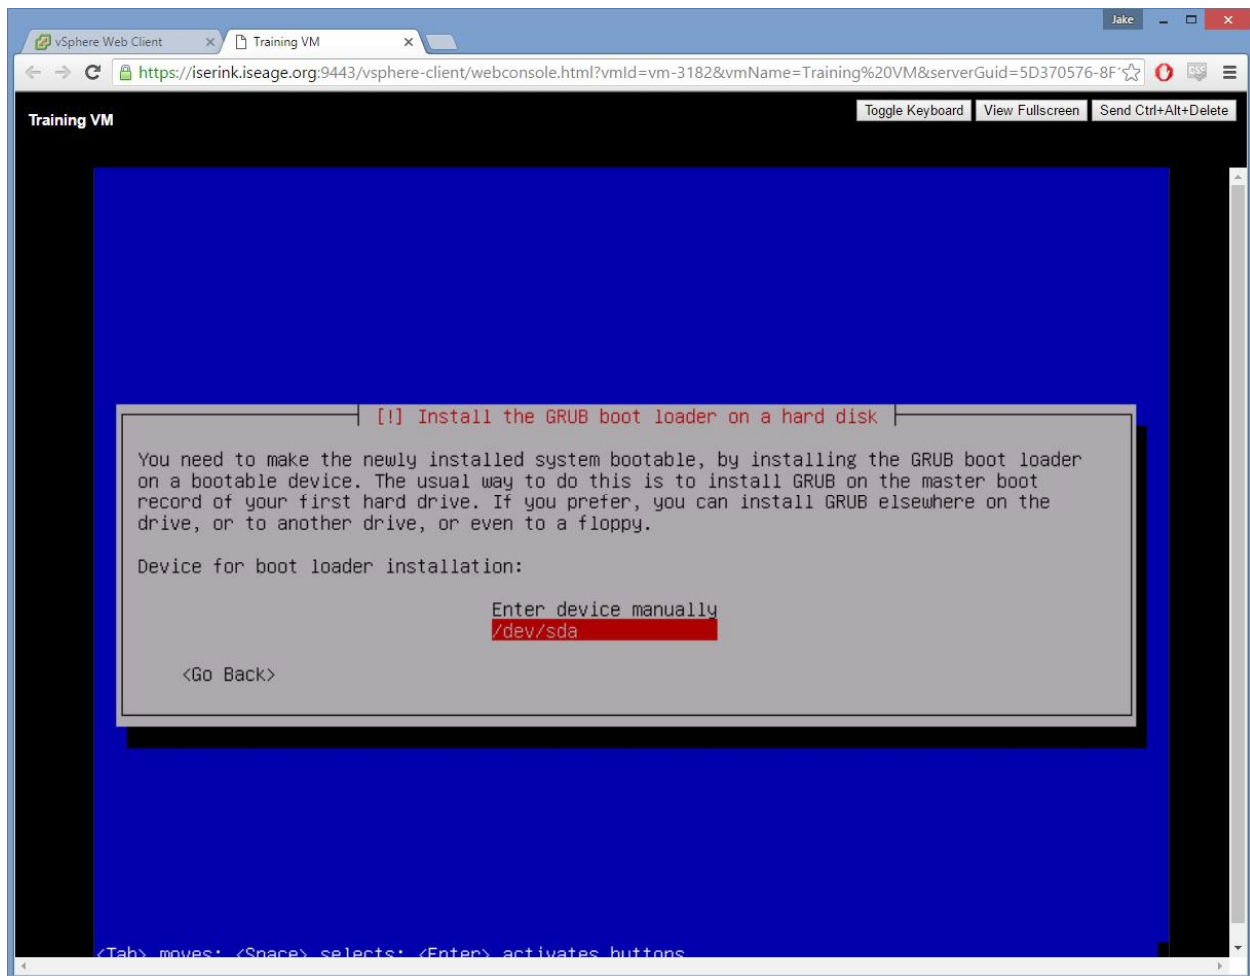 Jake
vSphere Web Client
Training VM
https://iserink.iseage.org:9443/vsphere-client/webconsole.html?vmId=vm-3182&vmName=Training%20VM&serverGuid=5D370576-8F
Training VM
Toggle Keyboard
View Fullscreen
Send Ctrl+Alt+Delete
[!] Install the GRUB boot loader on a hard disk
You need to make the newly installed system bootable, by installing the GRUB boot loader
on a bootable device. The usual way to do this is to install GRUB on the master boot
record of your first hard drive. If you prefer, you can install GRUB elsewhere on the
drive, or to another drive, or even to a floppy.
Device for boot loader installation:
Enter device manually
/dev/sda
<Go Back>
<Tab> moves; <Space> selects; <Enter> activates buttons